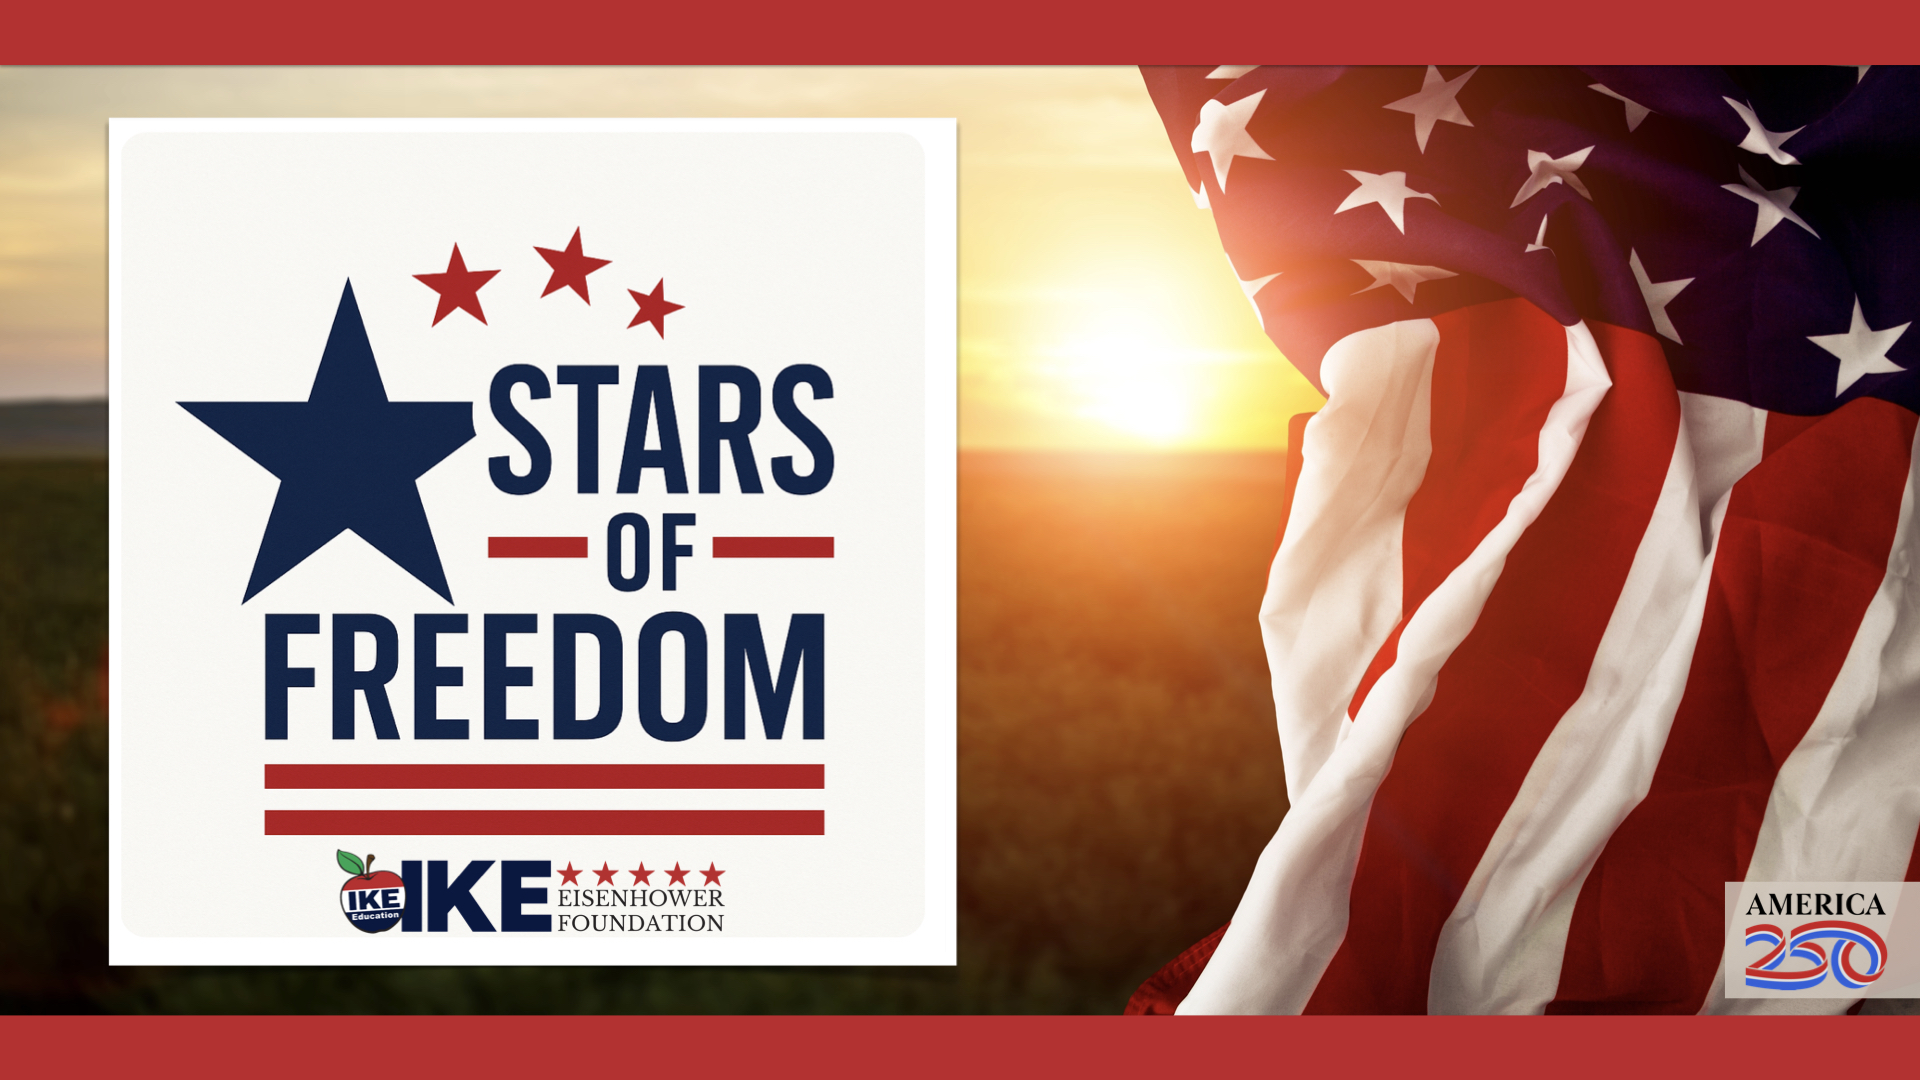 STARS
OF
FREEDOM
IKE
Education
IKE
EISENHOWER
FOUNDATION
AMERICA
250